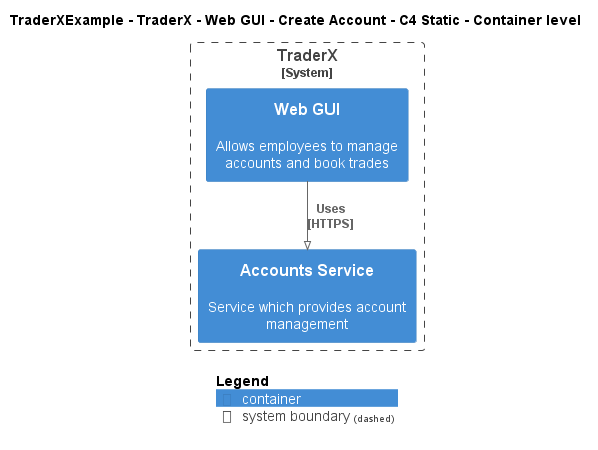 TraderXExample - TraderX - Web GUI - Create Account - C4 Static - Container level
TraderX
[System]
Web GUI
Allows employees to manage
accounts and book trades
Uses
[HTTPS]
Accounts Service
Service which provides account
management
Legend
container
system boundary (dashed)